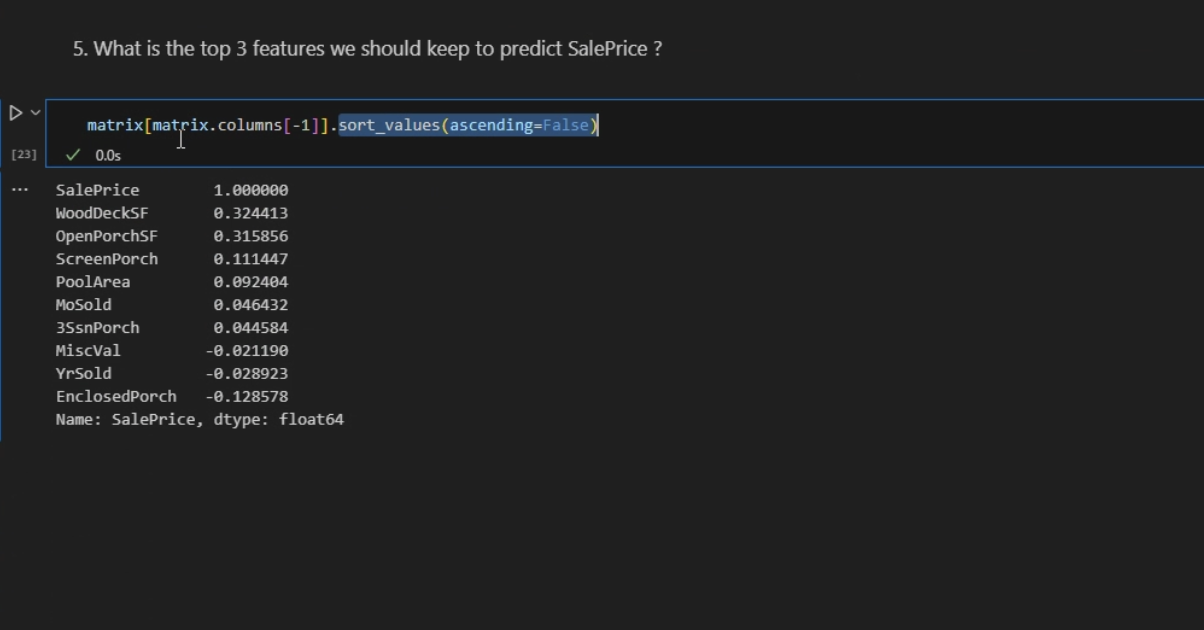 5. What is the top 3 features we should keep to predict SalePrice ?
matrix[matrix.columns[-1]].sort_values(ascending=False)
[23] 0.0s
... SalePrice 1.000000
WoodDeckSF 0.324413
OpenPorchSF 0.315856
ScreenPorch 0.111447
PoolArea 0.092404
MoSold 0.046432
3SsnPorch 0.044584
MiscVal -0.021190
YrSold -0.028923
EnclosedPorch -0.128578
Name: SalePrice, dtype: float64